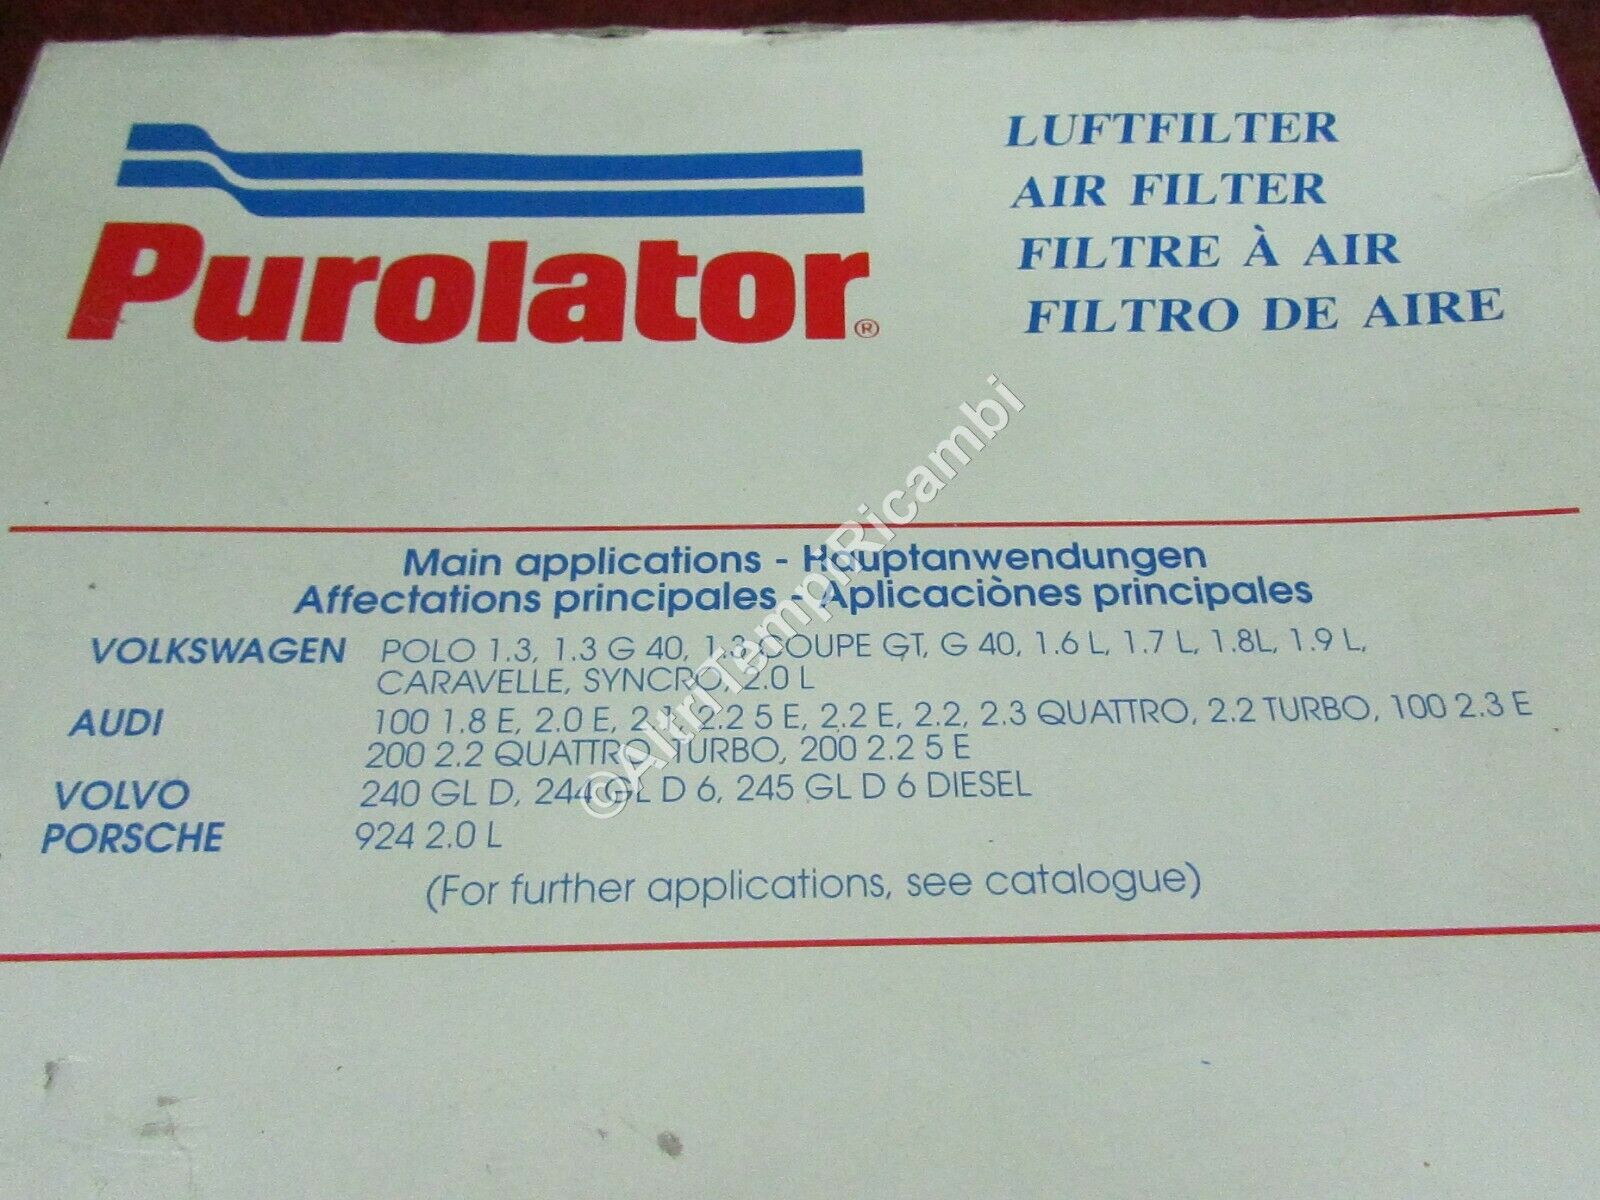 Purolator®
LUFTFILTER
AIR FILTER
FILTRE À AIR
FILTRO DE AIRE
Main applications - Hauptanwendungen
Affectations principales - Aplicaciònes principales
VOLKSWAGEN POLO 1.3, 1.3 G 40, 1.3 COUPE GT, G 40, 1.6 L, 1.7 L, 1.8L, 1.9 L,
CARAVELLE, SYNCRO, 2.0 L
AUDI 100 1.8 E, 2.0 E, 2.1, 2.2 5 E, 2.2 E, 2.2, 2.3 QUATTRO, 2.2 TURBO, 100 2.3 E
200 2.2 QUATTRO, TURBO, 200 2.2 5 E
VOLVO 240 GL D, 244 GL D 6, 245 GL D 6 DIESEL
PORSCHE 924 2.0 L
(For further applications, see catalogue)
©AltriTempiRicambi